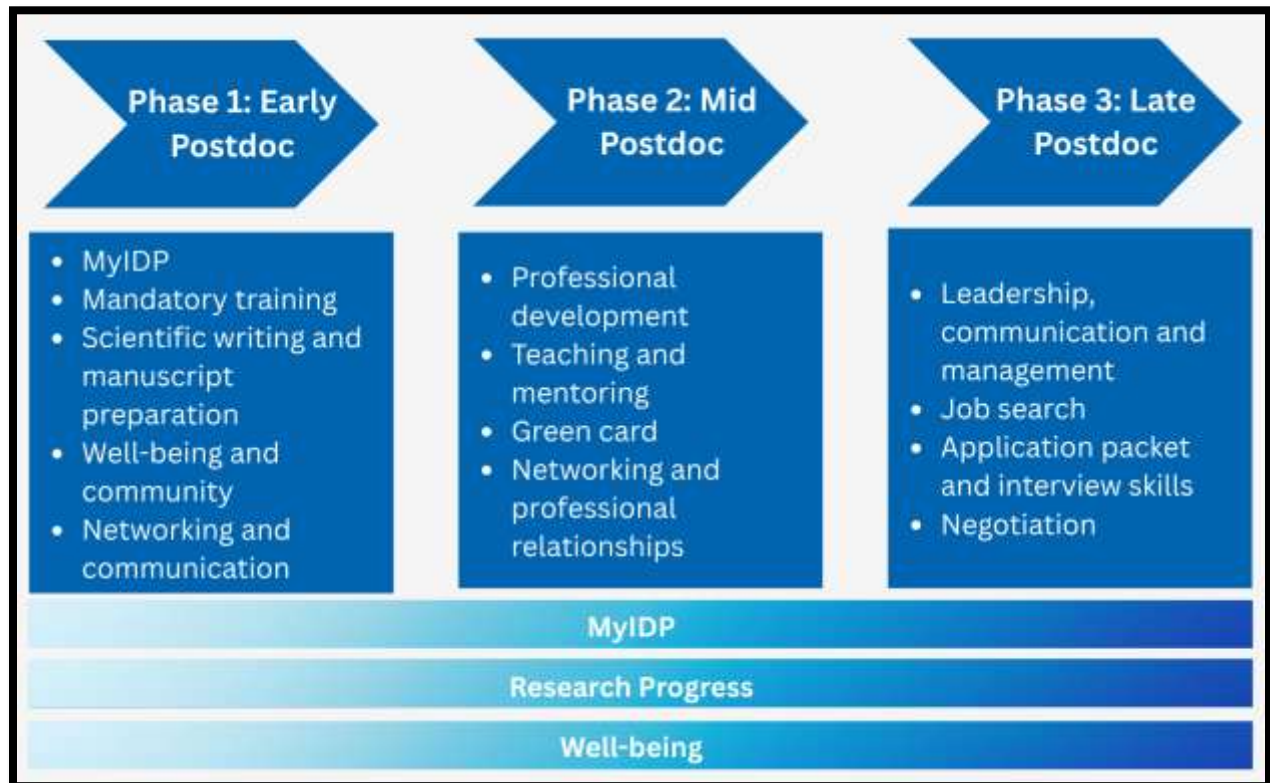 Phase 1: Early
Postdoc
MyIDP
Mandatory training
Scientific writing and
manuscript
preparation
Well-being and
community
Networking and
communication
Phase 2: Mid
Postdoc
Professional
development
Teaching and
mentoring
Green card
Networking and
professional
relationships
Phase 3: Late
Postdoc
Leadership,
communication and
management
Job search
Application packet
and interview skills
Negotiation
MyIDP
Research Progress
Well-being